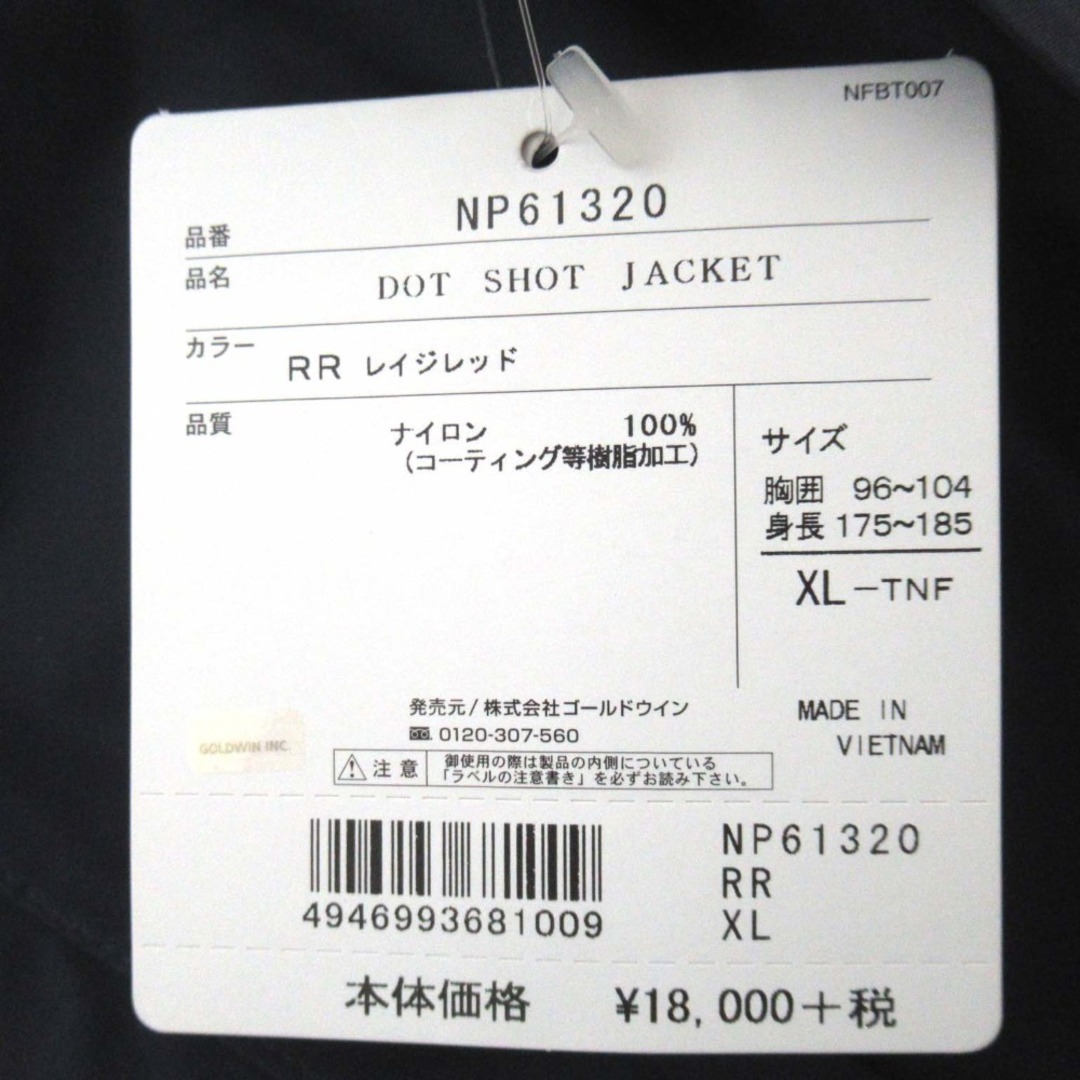 NFBT007
品番 NP61320
品名 DOT SHOT JACKET
カラー RR レイジレッド
品質 ナイロン 100%
(コーティング等樹脂加工)
サイズ
胸囲 96~104
身長 175~185
XL-TNF
発売元/株式会社ゴールドウイン
0120-307-560
MADE IN
VIETNAM
GOLDWIN INC.
注意
御使用の際は製品の内側についている
「ラベルの注意書き」を必ずお読み下さい。
4946993681009
NP61320
RR
XL
本体価格 ¥18,000+税